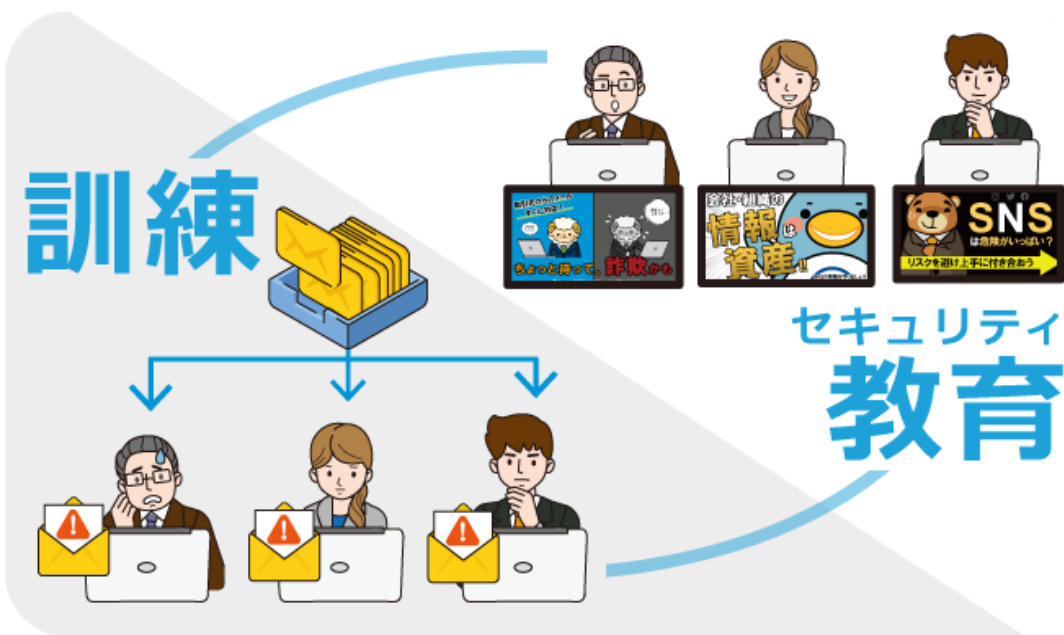 訓練
ちょっと待って、詐欺かも
会社・組織の
情報は
資産!!
SNS
は危険がいっぱい?
リスクを避け上手に付き合おう
セキュリティ
教育